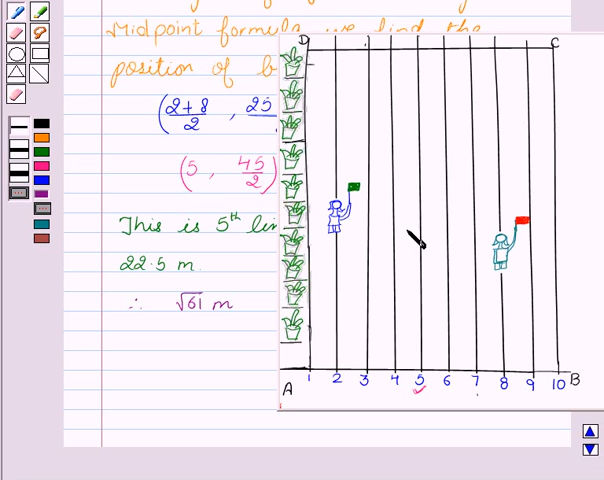 Midpoint formula we find the
position of b
(2+8/2 , 25
(5 , 45/2)
This is 5th lin
22.5 m.
∴ √61 m
D C
A 1 2 3 4 5 6 7 8 9 10 B